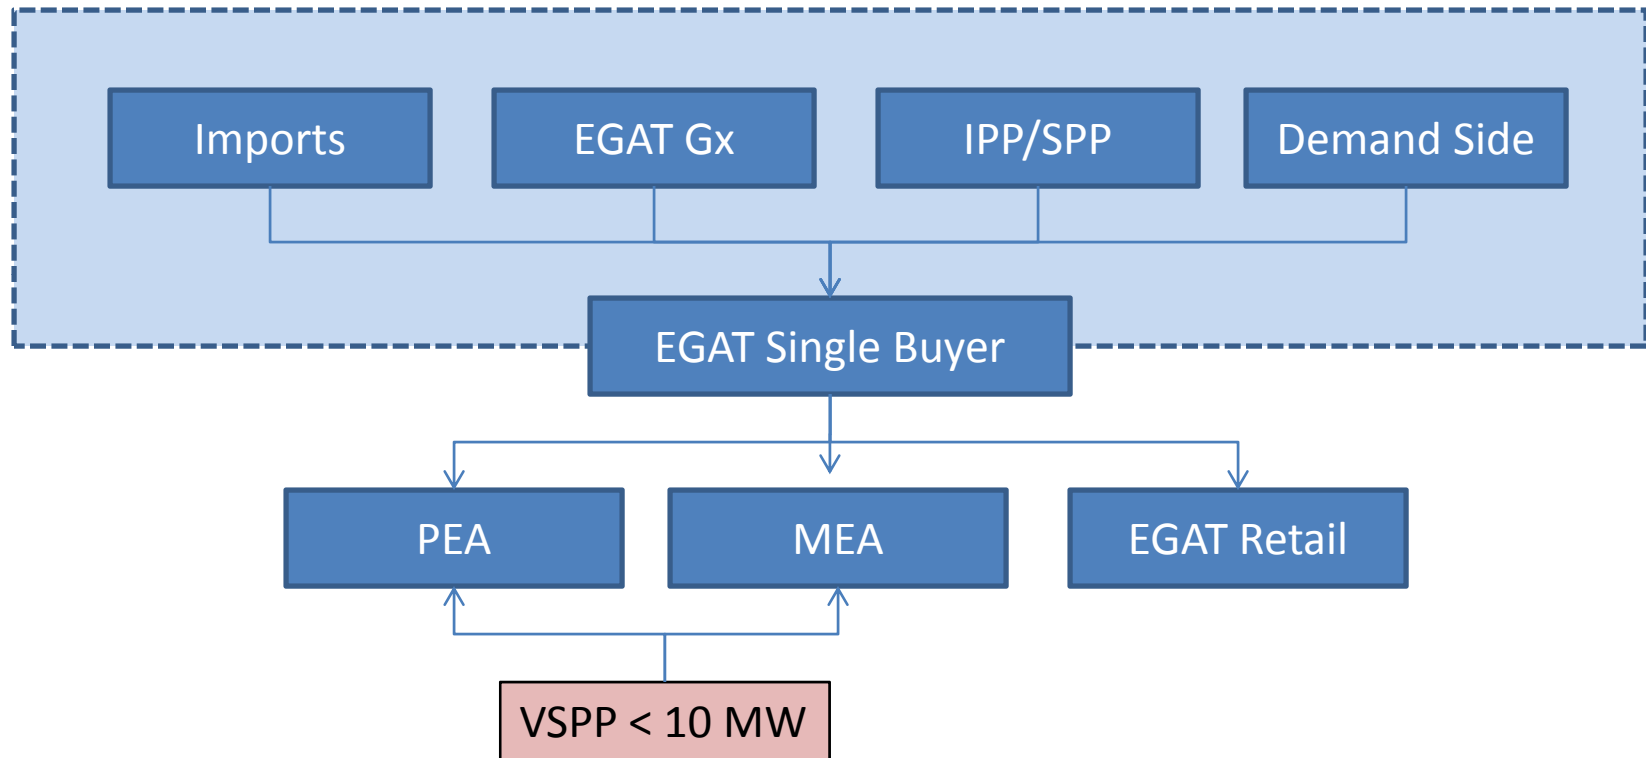 Imports
EGAT Gx
IPP/SPP
Demand Side
EGAT Single Buyer
PEA
MEA
EGAT Retail
VSPP < 10 MW